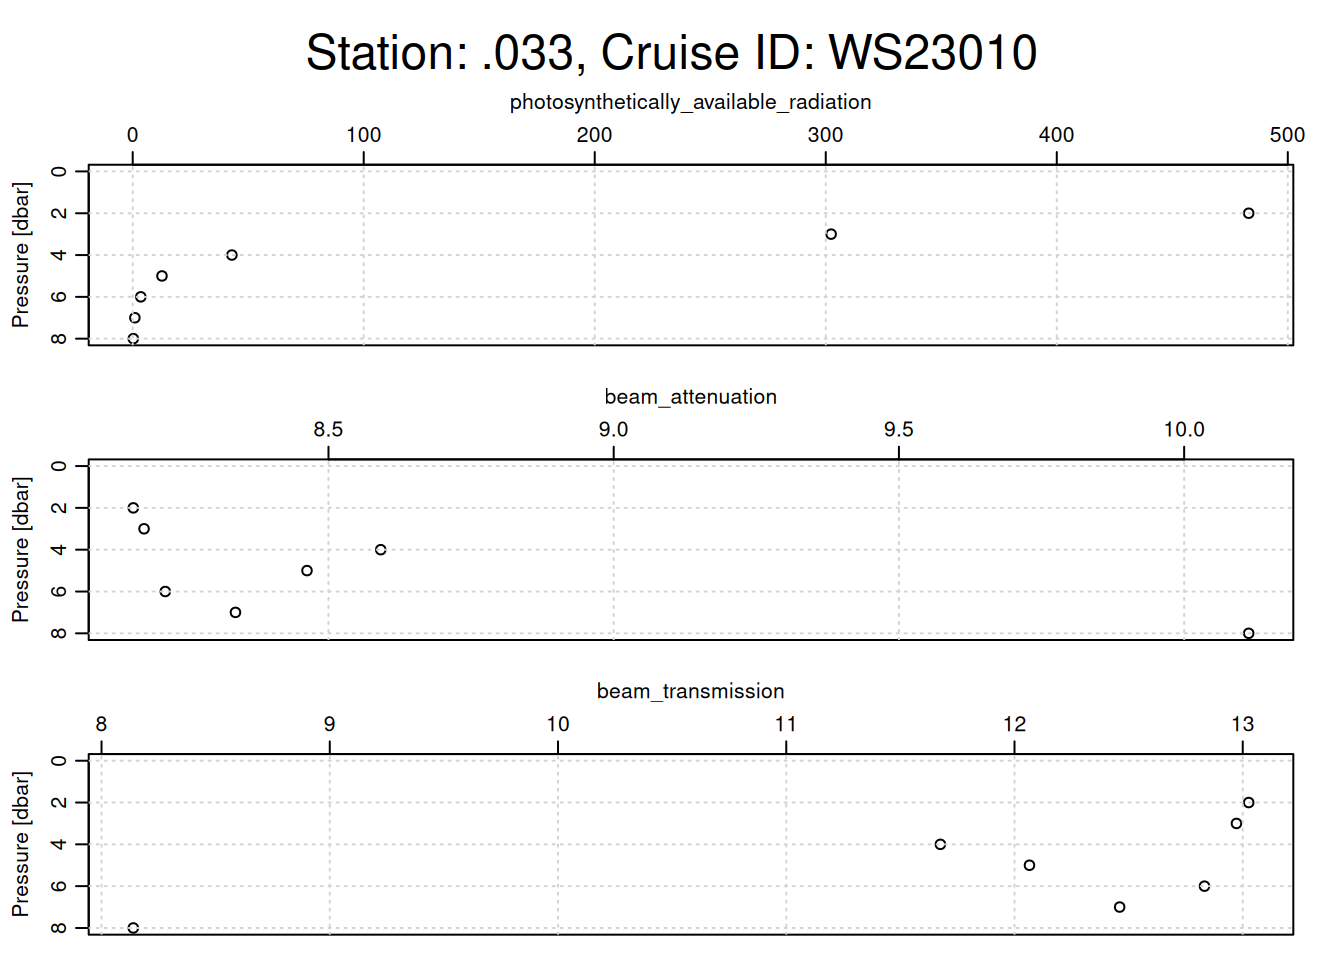 Station: .033, Cruise ID: WS23010
photosynthetically_available_radiation
0 100 200 300 400 500
Pressure [dbar]
0 2 4 6 8
beam_attenuation
8.5 9.0 9.5 10.0
Pressure [dbar]
0 2 4 6 8
beam_transmission
8 9 10 11 12 13
Pressure [dbar]
0 2 4 6 8